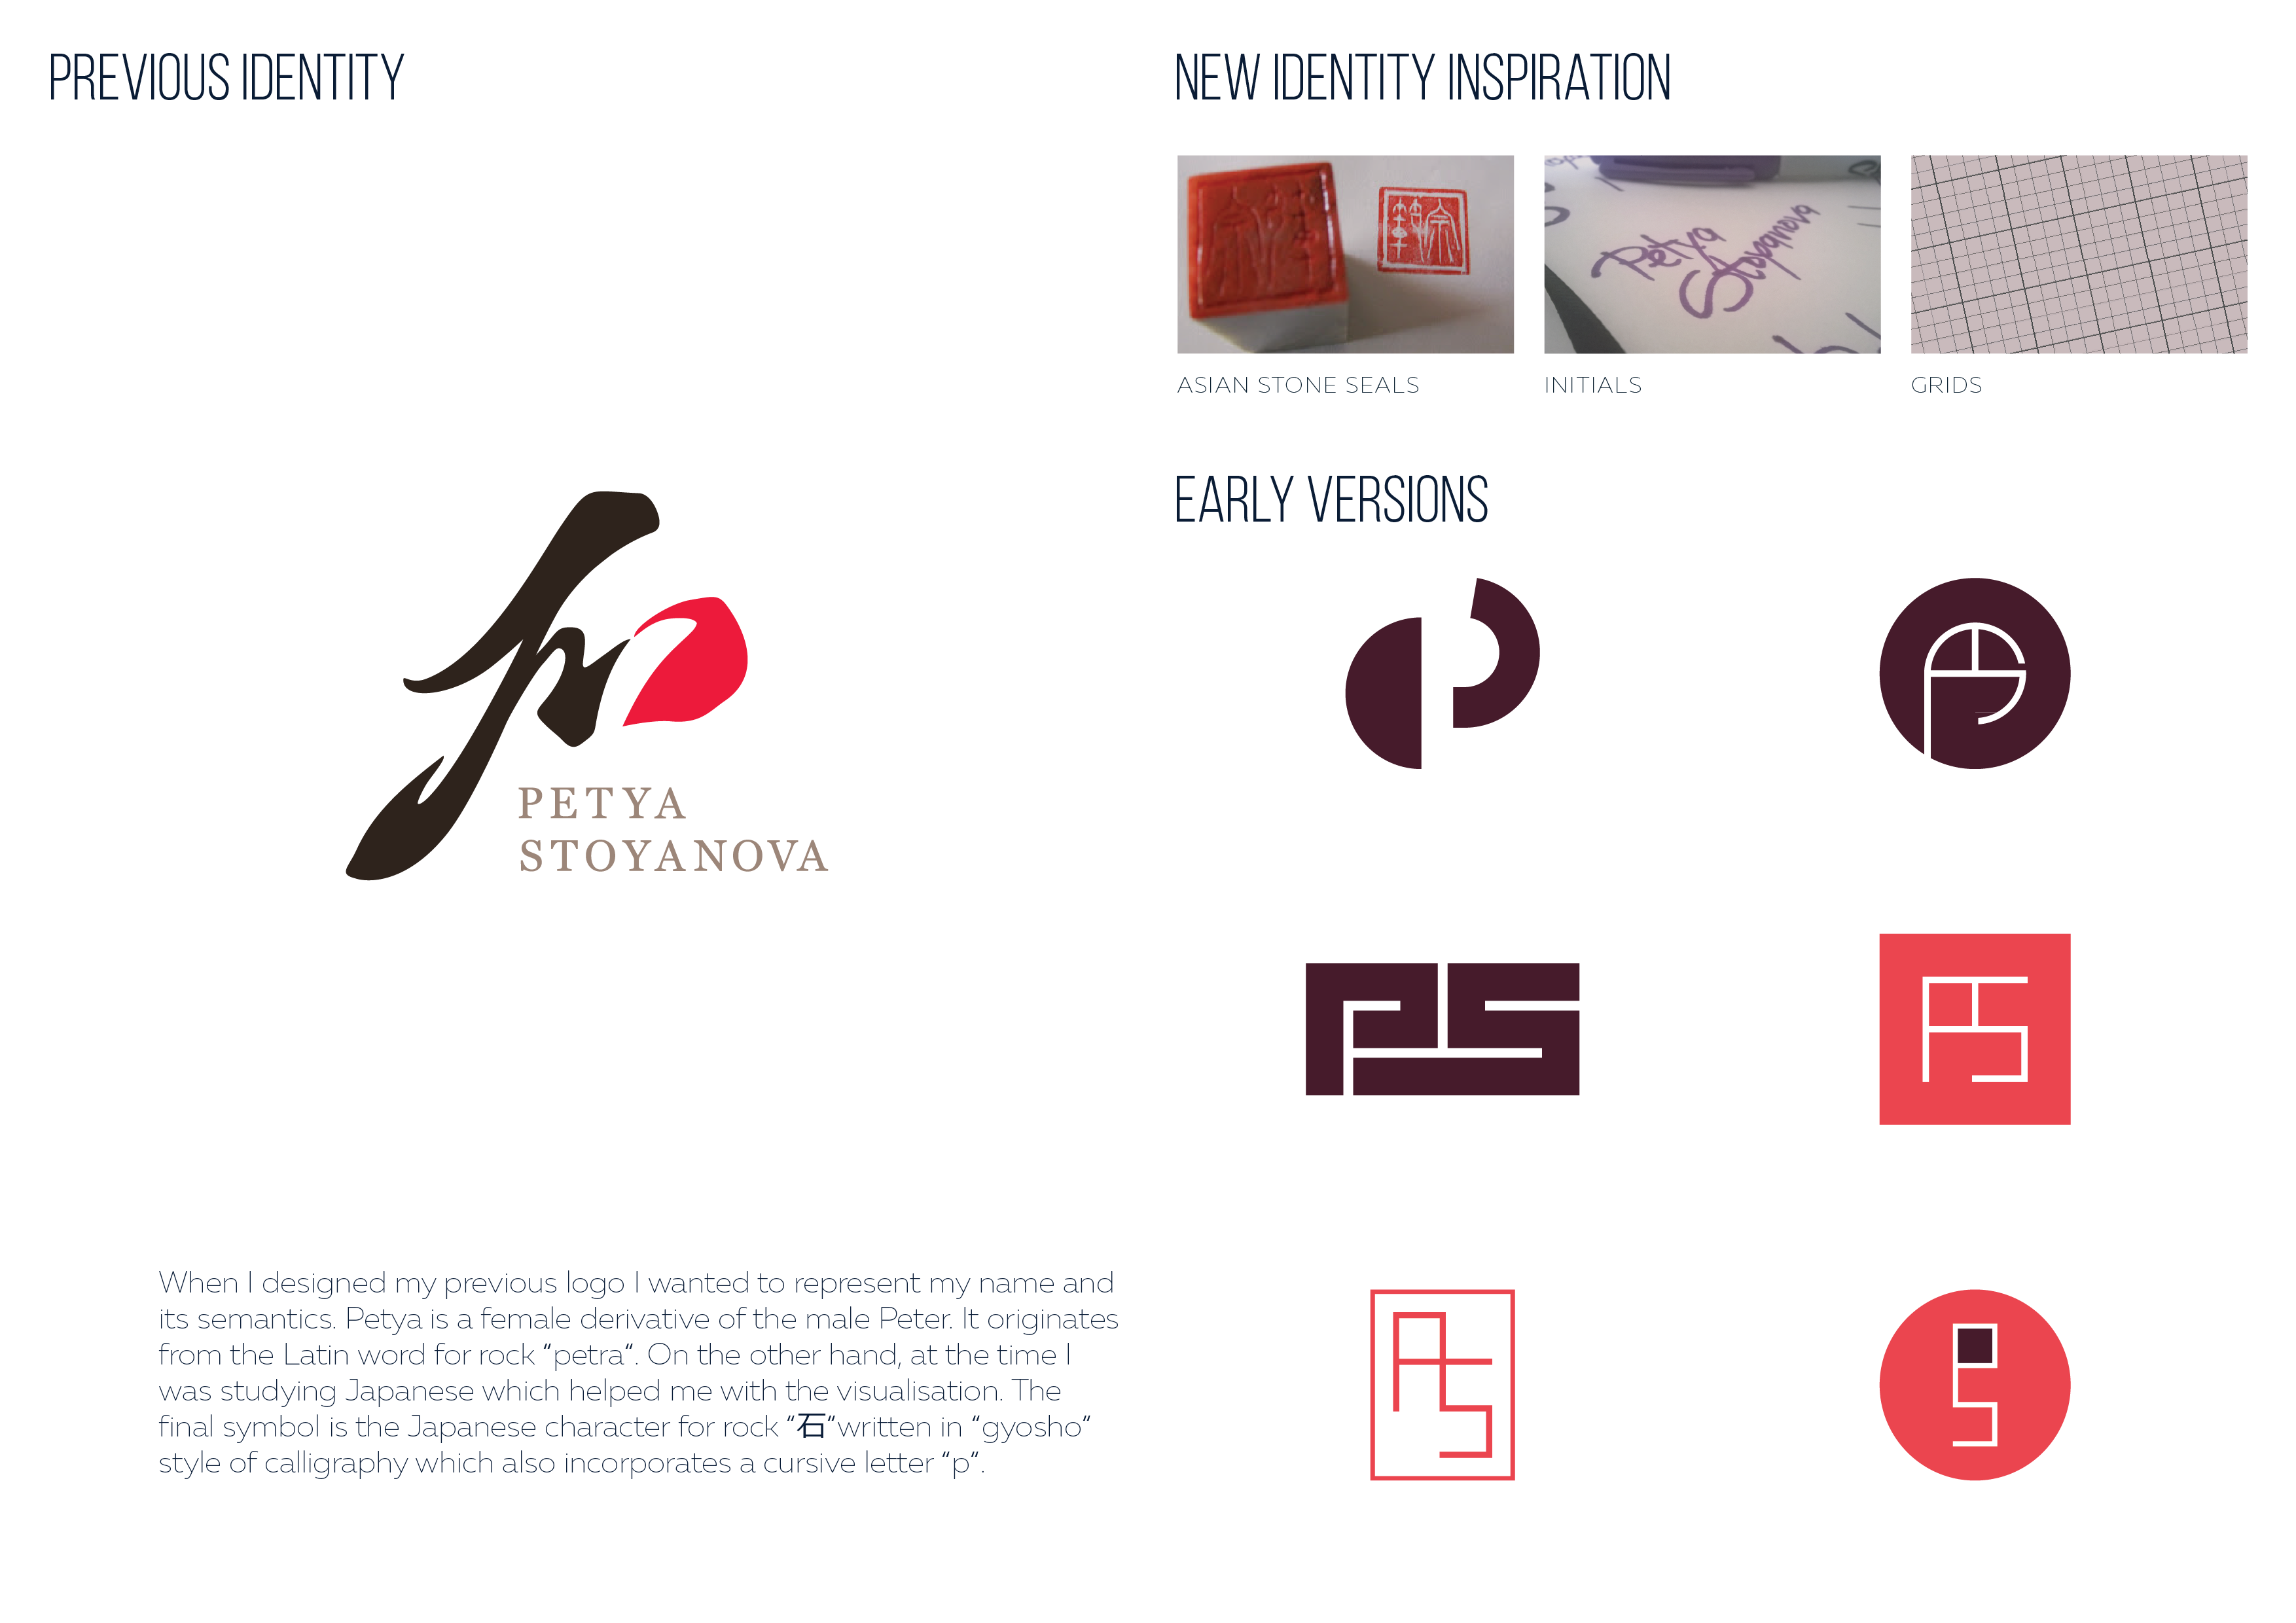 PREVIOUS IDENTITY
PETYA
STOYANOVA
When I designed my previous logo I wanted to represent my name and
its semantics. Petya is a female derivative of the male Peter. It originates
from the Latin word for rock “petra“. On the other hand, at the time I
was studying Japanese which helped me with the visualisation. The
final symbol is the Japanese character for rock “石“written in “gyosho“
style of calligraphy which also incorporates a cursive letter “p“.
NEW IDENTITY INSPIRATION
Petya
Stoyanova
ASIAN STONE SEALS
INITIALS
GRIDS
EARLY VERSIONS
PS
PS
PS